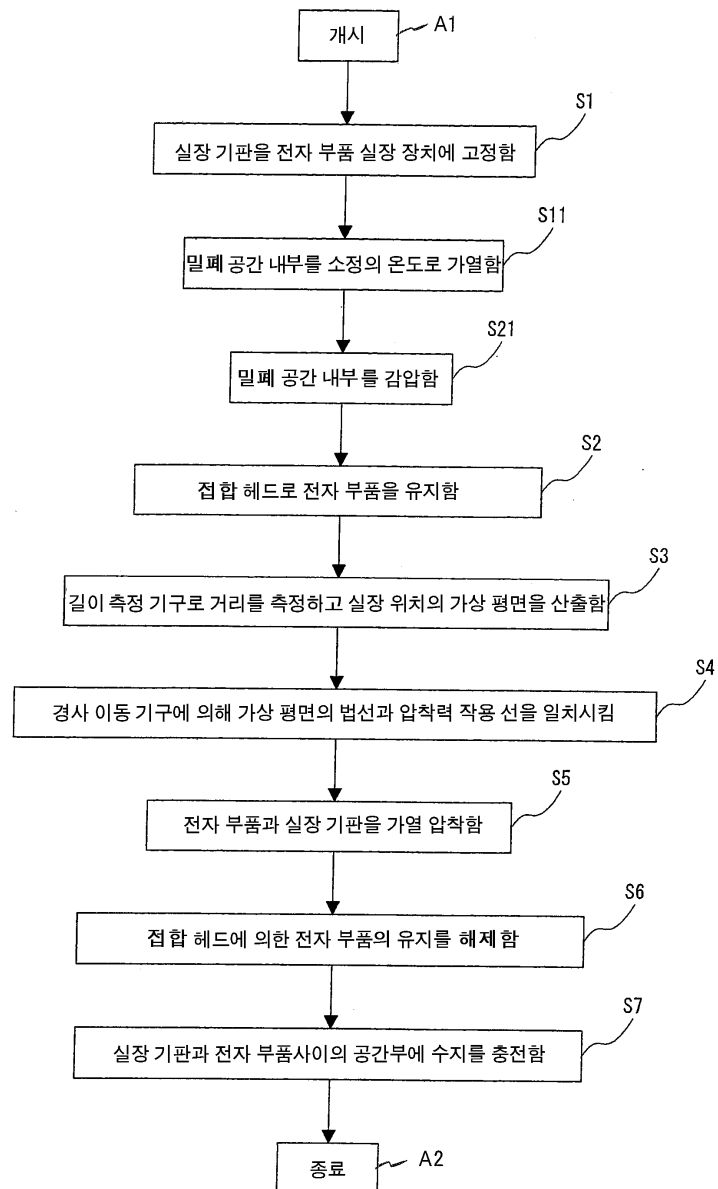 개시
A1
S1
실장 기판을 전자 부품 실장 장치에 고정함
S11
밀폐 공간 내부를 소정의 온도로 가열함
S21
밀폐 공간 내부를 감압함
S2
접합 헤드로 전자 부품을 유지함
S3
길이 측정 기구로 거리를 측정하고 실장 위치의 가상 평면을 산출함
S4
경사 이동 기구에 의해 가상 평면의 법선과 압착력 작용 선을 일치시킴
S5
전자 부품과 실장 기판을 가열 압착함
S6
접합 헤드에 의한 전자 부품의 유지를 해제함
S7
실장 기판과 전자 부품사이의 공간부에 수지를 충전함
종료
A2